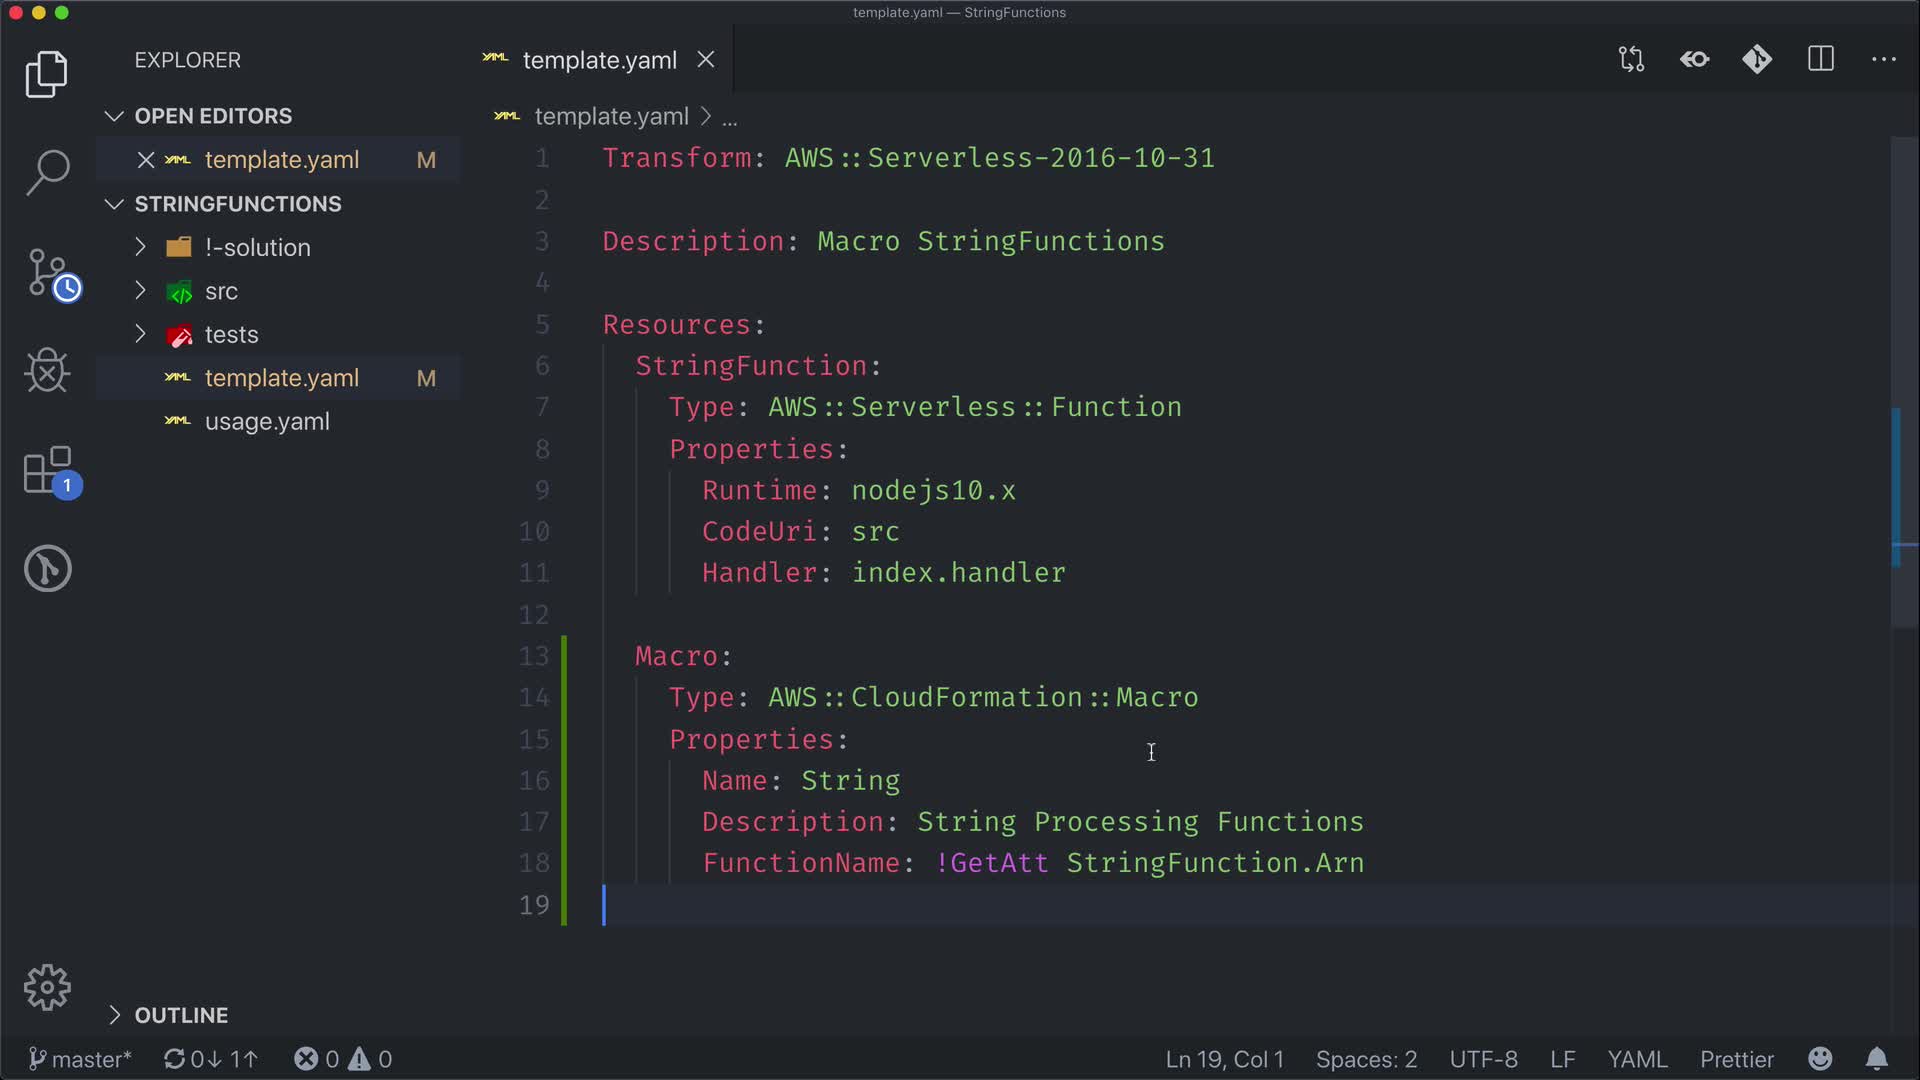 template.yaml — StringFunctions
EXPLORER
OPEN EDITORS
YAML template.yaml M
STRINGFUNCTIONS
!-solution
src
tests
YAML template.yaml M
YAML usage.yaml
YAML template.yaml
YAML template.yaml > ...
1 Transform: AWS::Serverless-2016-10-31
2
3 Description: Macro StringFunctions
4
5 Resources:
6 StringFunction:
7 Type: AWS::Serverless::Function
8 Properties:
9 Runtime: nodejs10.x
10 CodeUri: src
11 Handler: index.handler
12
13 Macro:
14 Type: AWS::CloudFormation::Macro
15 Properties:
16 Name: String
17 Description: String Processing Functions
18 FunctionName: !GetAtt StringFunction.Arn
19
1
OUTLINE
master* 0↓ 1↑ 0 0 Ln 19, Col 1 Spaces: 2 UTF-8 LF YAML Prettier